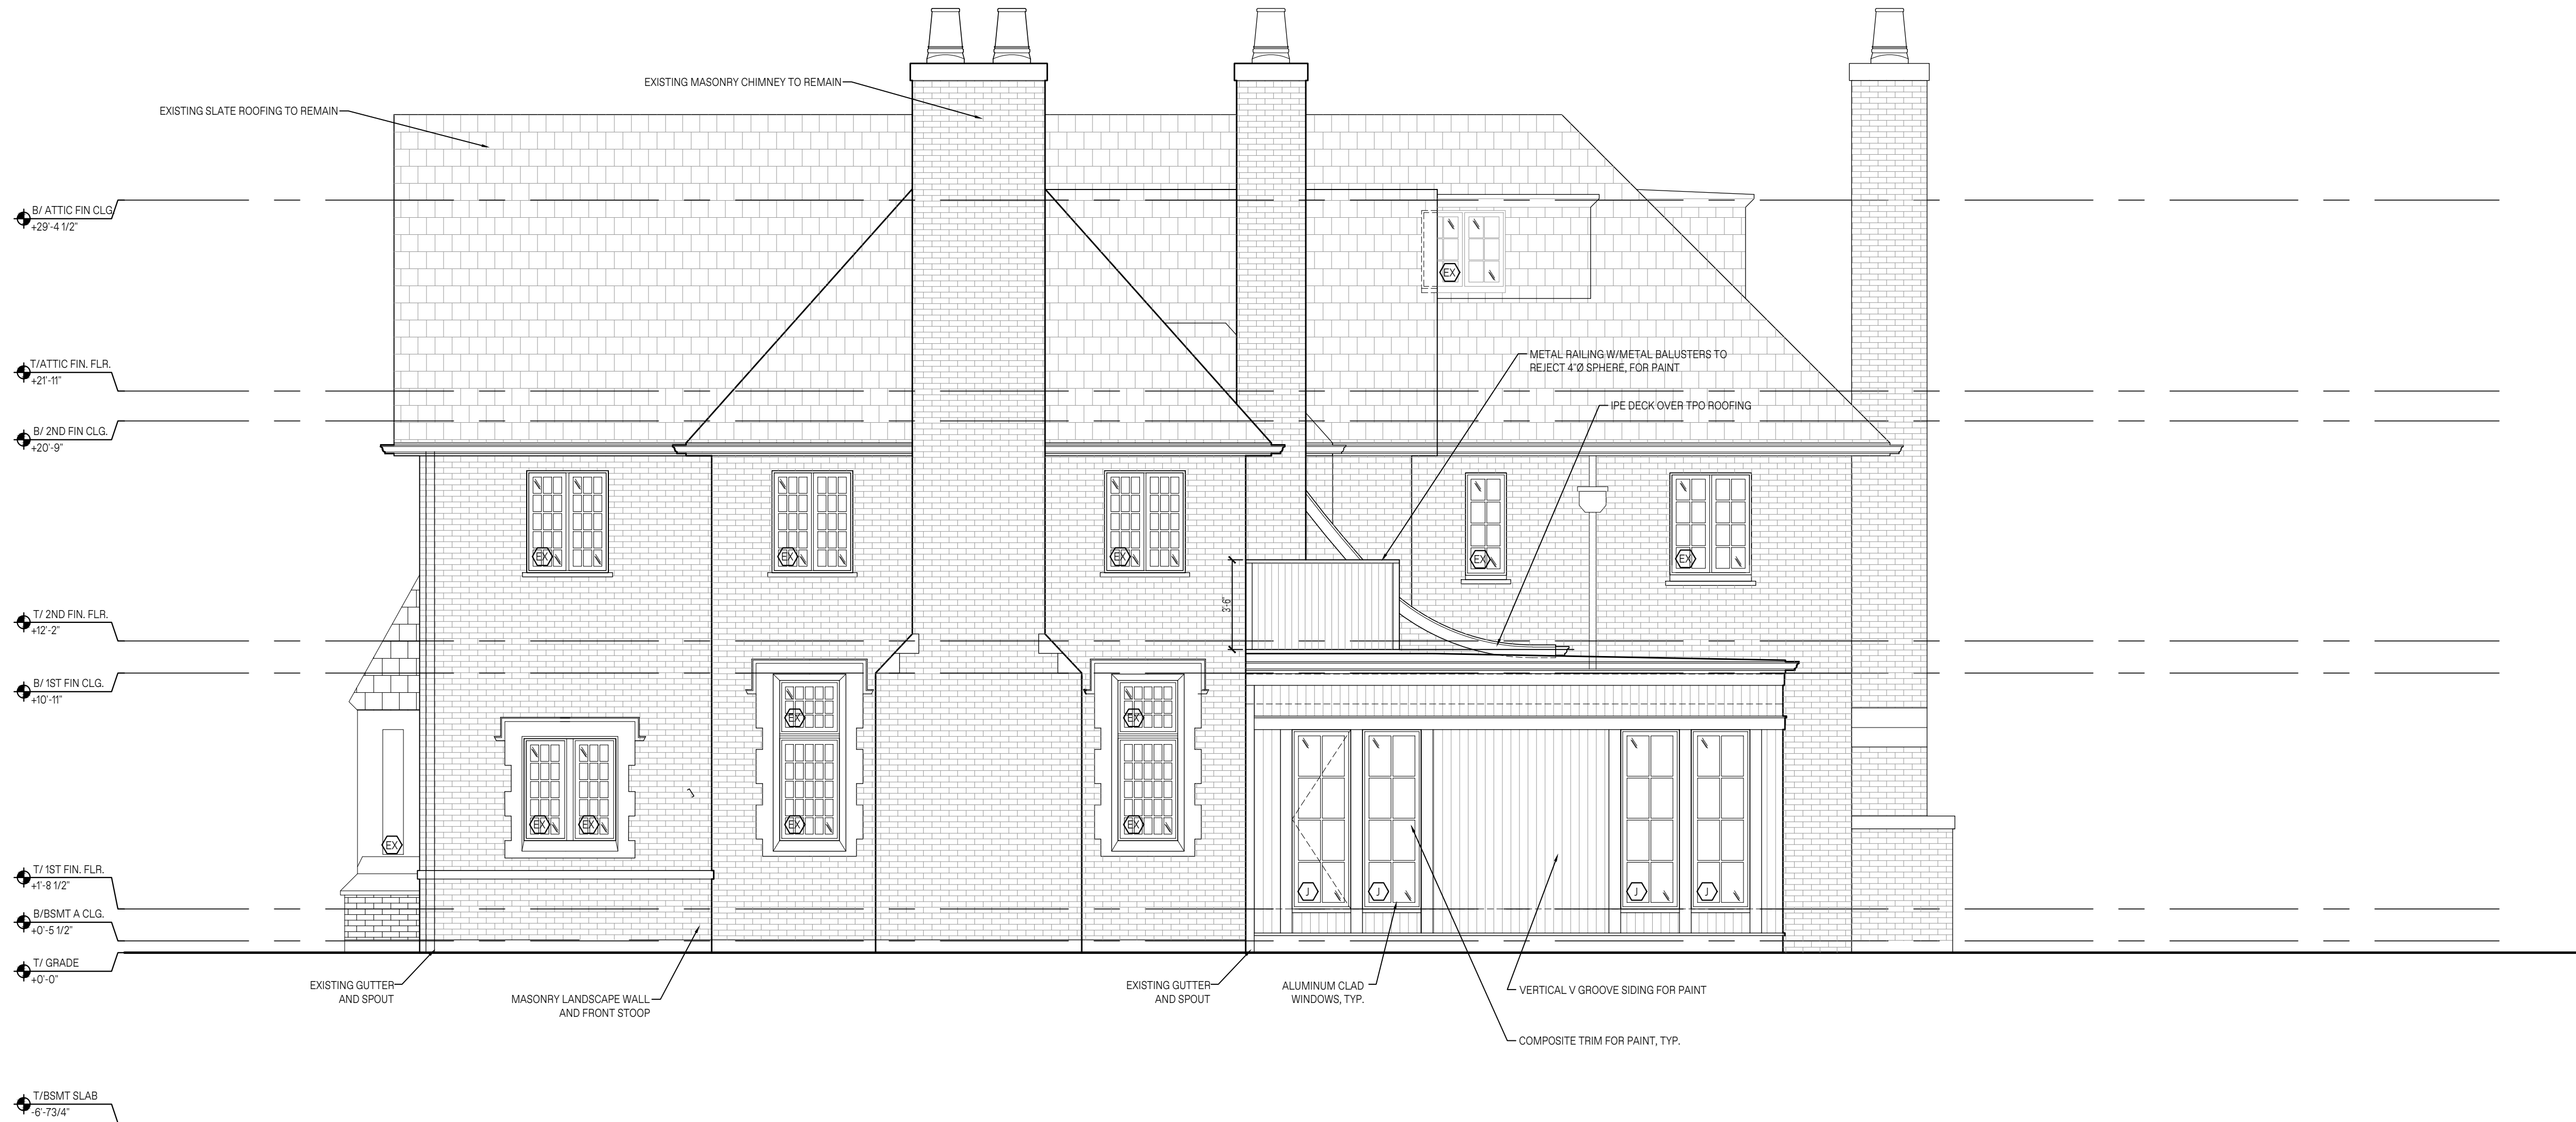 EXISTING MASONRY CHIMNEY TO REMAIN
EXISTING SLATE ROOFING TO REMAIN
B/ ATTIC FIN CLG
+29'-4 1/2"
EX
T/ATTIC FIN. FLR.
+21'-11"
METAL RAILING W/METAL BALUSTERS TO
REJECT 4"Ø SPHERE, FOR PAINT
IPE DECK OVER TPO ROOFING
B/ 2ND FIN CLG.
+20'-9"
EX
EX
EX
EX
EX
3'-6"
T/ 2ND FIN. FLR.
+12'-2"
B/ 1ST FIN CLG.
+10'-11"
EX
EX
EX
EX
EX
EX
EX
T/ 1ST FIN. FLR.
+1'-8 1/2"
J
J
J
B/BSMT A CLG.
+0'-5 1/2"
T/ GRADE
+0'-0"
EXISTING GUTTER
AND SPOUT
MASONRY LANDSCAPE WALL
AND FRONT STOOP
EXISTING GUTTER
AND SPOUT
ALUMINUM CLAD
WINDOWS, TYP.
VERTICAL V GROOVE SIDING FOR PAINT
COMPOSITE TRIM FOR PAINT, TYP.
T/BSMT SLAB
-6'-73/4"